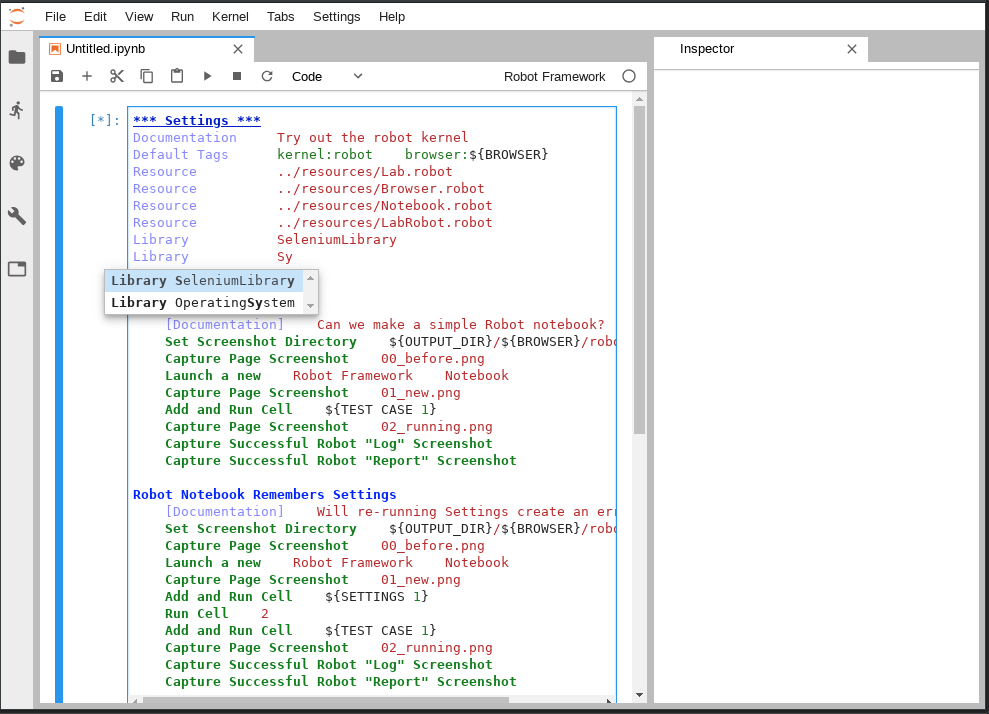 File Edit View Run Kernel Tabs Settings Help
Untitled.ipynb
Inspector
Code
Robot Framework
[*]:
*** Settings ***
Documentation Try out the robot kernel
Default Tags kernel:robot browser:${BROWSER}
Resource ../resources/Lab.robot
Resource ../resources/Browser.robot
Resource ../resources/Notebook.robot
Resource ../resources/LabRobot.robot
Library SeleniumLibrary
Library Sy
Library SeleniumLibrary
Library OperatingSystem
[Documentation] Can we make a simple Robot notebook?
Set Screenshot Directory ${OUTPUT_DIR}/${BROWSER}/robo
Capture Page Screenshot 00_before.png
Launch a new Robot Framework Notebook
Capture Page Screenshot 01_new.png
Add and Run Cell ${TEST CASE 1}
Capture Page Screenshot 02_running.png
Capture Successful Robot "Log" Screenshot
Capture Successful Robot "Report" Screenshot
Robot Notebook Remembers Settings
[Documentation] Will re-running Settings create an err
Set Screenshot Directory ${OUTPUT_DIR}/${BROWSER}/robo
Capture Page Screenshot 00_before.png
Launch a new Robot Framework Notebook
Capture Page Screenshot 01_new.png
Add and Run Cell ${SETTINGS 1}
Run Cell 2
Add and Run Cell ${TEST CASE 1}
Capture Page Screenshot 02_running.png
Capture Successful Robot "Log" Screenshot
Capture Successful Robot "Report" Screenshot